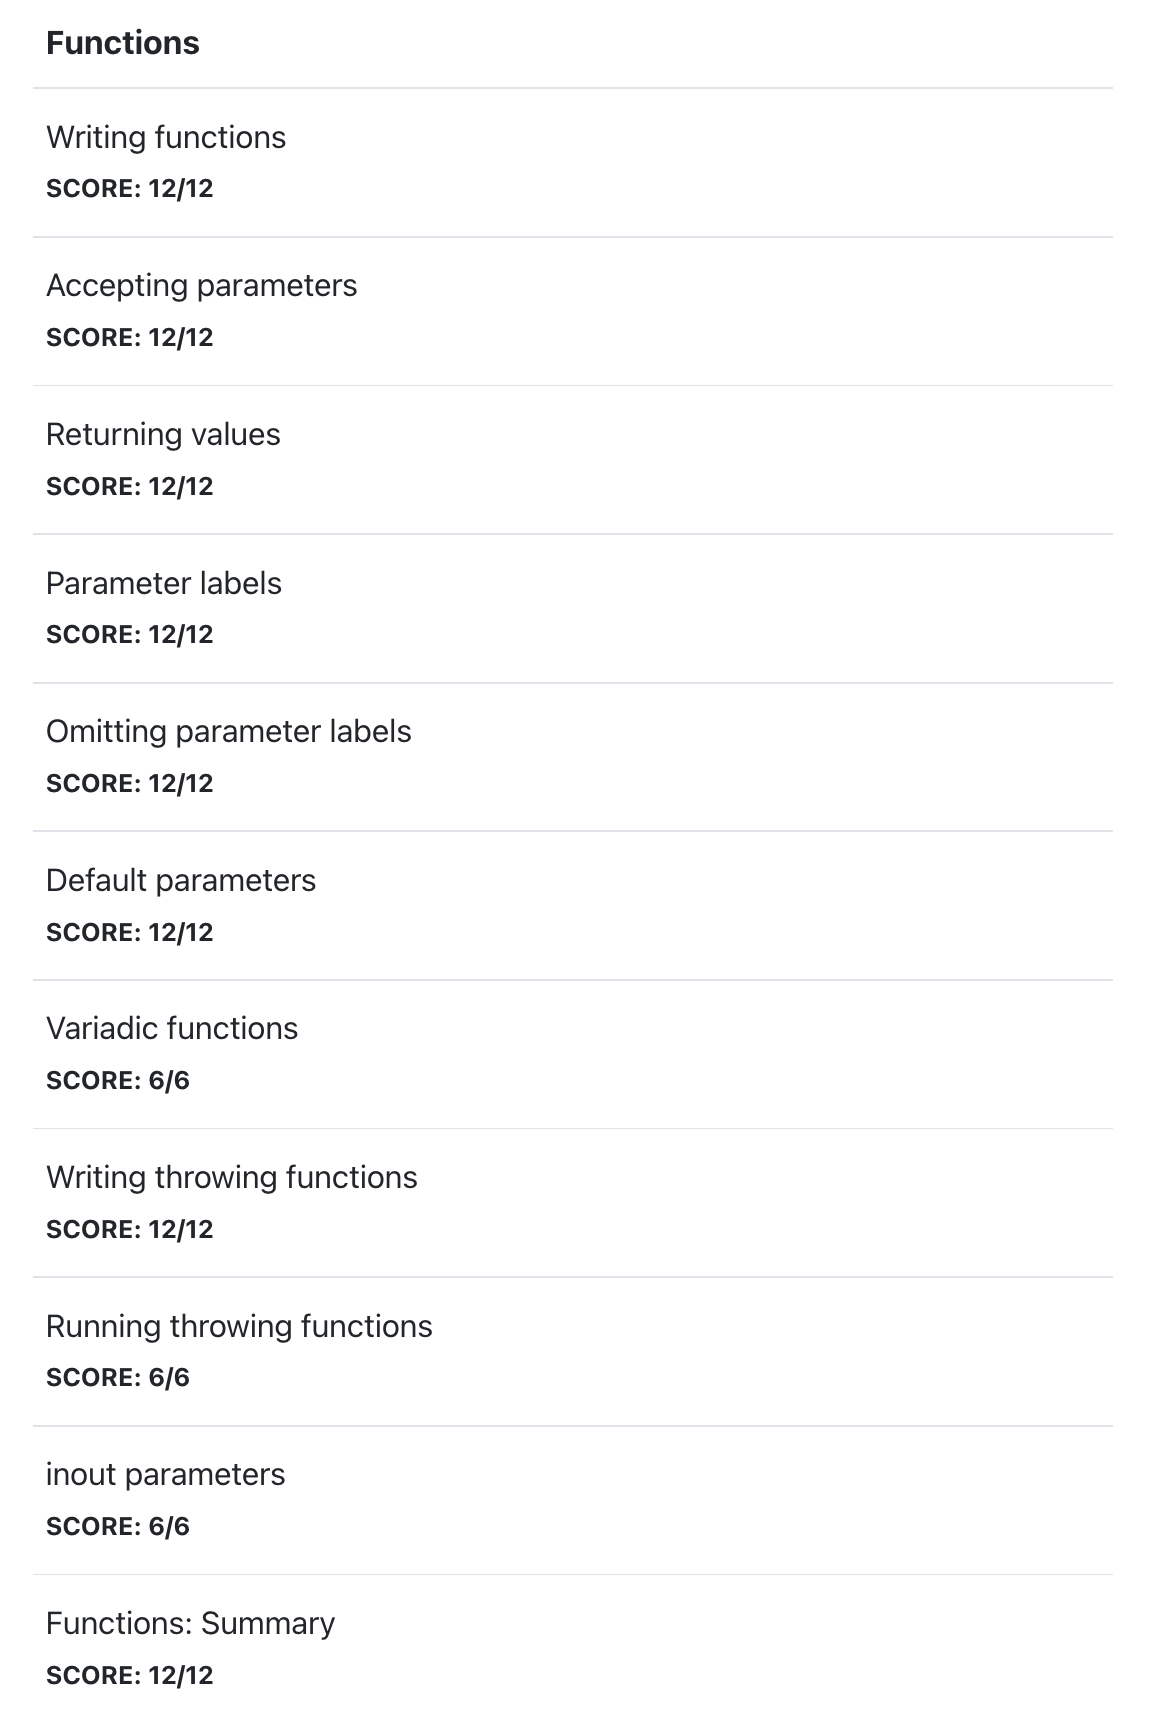 Functions
Writing functions
SCORE: 12/12
Accepting parameters
SCORE: 12/12
Returning values
SCORE: 12/12
Parameter labels
SCORE: 12/12
Omitting parameter labels
SCORE: 12/12
Default parameters
SCORE: 12/12
Variadic functions
SCORE: 6/6
Writing throwing functions
SCORE: 12/12
Running throwing functions
SCORE: 6/6
inout parameters
SCORE: 6/6
Functions: Summary
SCORE: 12/12